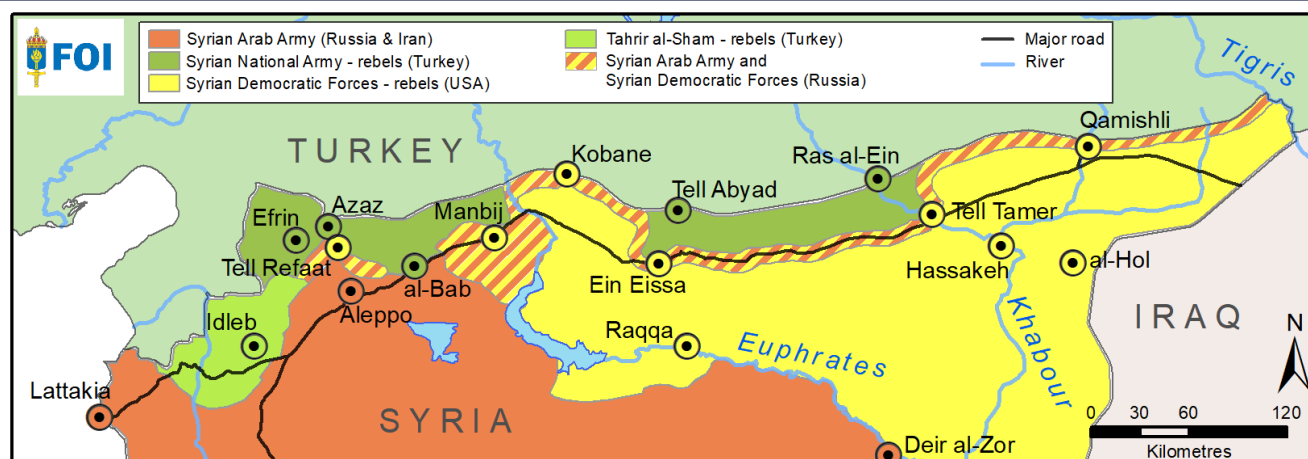 FOI
Syrian Arab Army (Russia & Iran)
Syrian National Army - rebels (Turkey)
Syrian Democratic Forces - rebels (USA)
Tahrir al-Sham - rebels (Turkey)
Syrian Arab Army and
Syrian Democratic Forces (Russia)
Major road
River
Tigris
TURKEY
Qamishli
Kobane
Ras al-Ein
Tell Abyad
Azaz
Efrin
Manbij
Tell Tamer
Tell Refaat
al-Bab
Ein Eissa
Hassakeh
al-Hol
Aleppo
Idleb
Raqqa
Euphrates
Khabour
IRAQ
N
Lattakia
SYRIA
0 30 60 120
Kilometres
Deir al-Zor